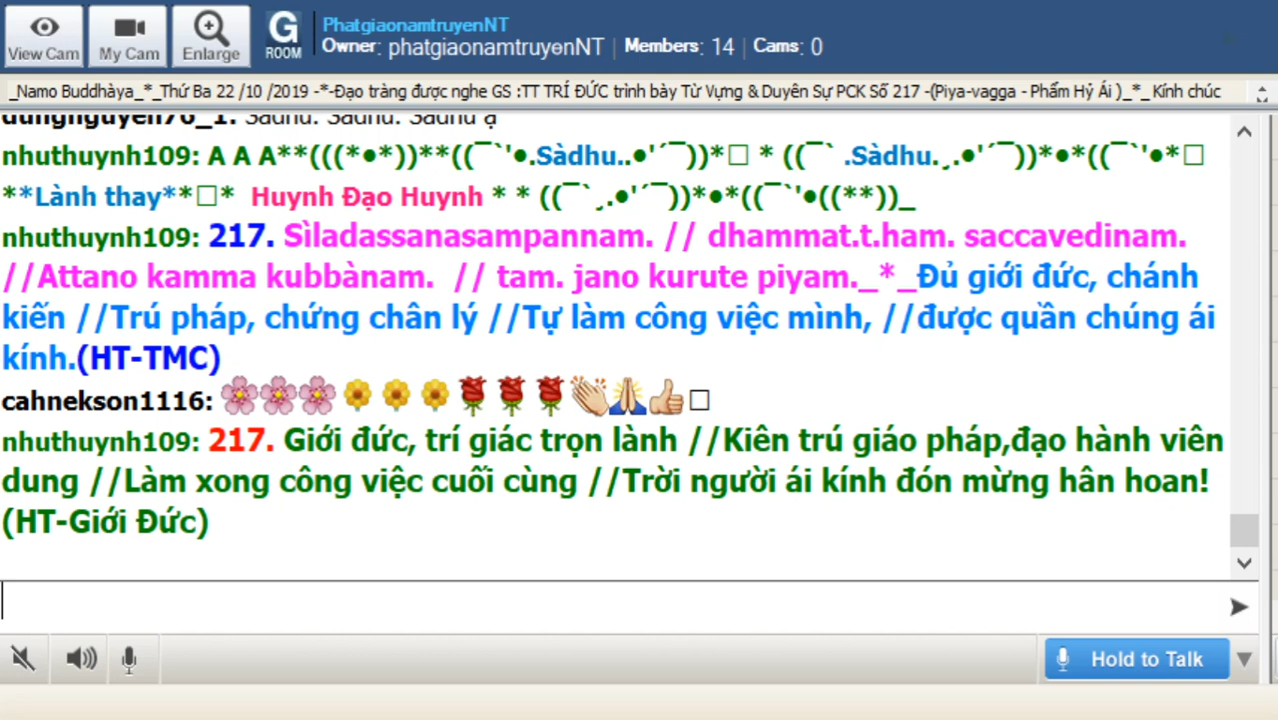 View Cam
My Cam
Enlarge
G
ROOM
PhatgiaonamtruyenNT
Owner: phatgiaonamtruyenNT | Members: 14 | Cams: 0
_Namo Buddhàya_*_Thứ Ba 22 /10 /2019 -*-Đạo tràng được nghe GS :TT TRÍ ĐỨC trình bày Từ Vựng & Duyên Sự PCK Số 217 -(Piya-vagga - Phẩm Hỷ Ái )_*_ Kính chúc
dungnguyen76_1: Sadhu. Sadhu. Sadhu ạ
nhuthuynh109: A A A**(((*•*))**((¯`'•.Sàdhu..•'´¯))*□ * ((¯` .Sàdhu.¸.•'´¯))*•*((¯`'•*□
**Lành thay**□* Huynh Đạo Huynh * * ((¯`¸.•'´¯))*•*((¯`'•((**))_
nhuthuynh109: 217. Sìladassanasampannam. // dhammat.t.ham. saccavedinam.
//Attano kamma kubbànam. // tam. jano kurute piyam._*_Đủ giới đức, chánh
kiến //Trú pháp, chứng chân lý //Tự làm công việc mình, //được quần chúng ái
kính.(HT-TMC)
cahnekson1116: 🌸🌸🌸🌼🌼🌼🌹🌹🌹👏🙏👍□
nhuthuynh109: 217. Giới đức, trí giác trọn lành //Kiên trú giáo pháp,đạo hành viên
dung //Làm xong công việc cuối cùng //Trời người ái kính đón mừng hân hoan!
(HT-Giới Đức)
Hold to Talk